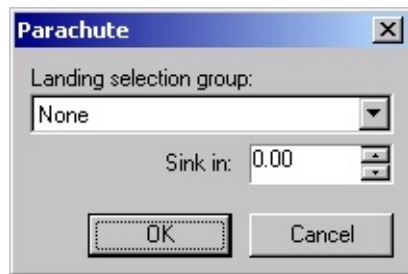 Parachute
Landing selection group:
None
Sink in: 0.00
OK Cancel